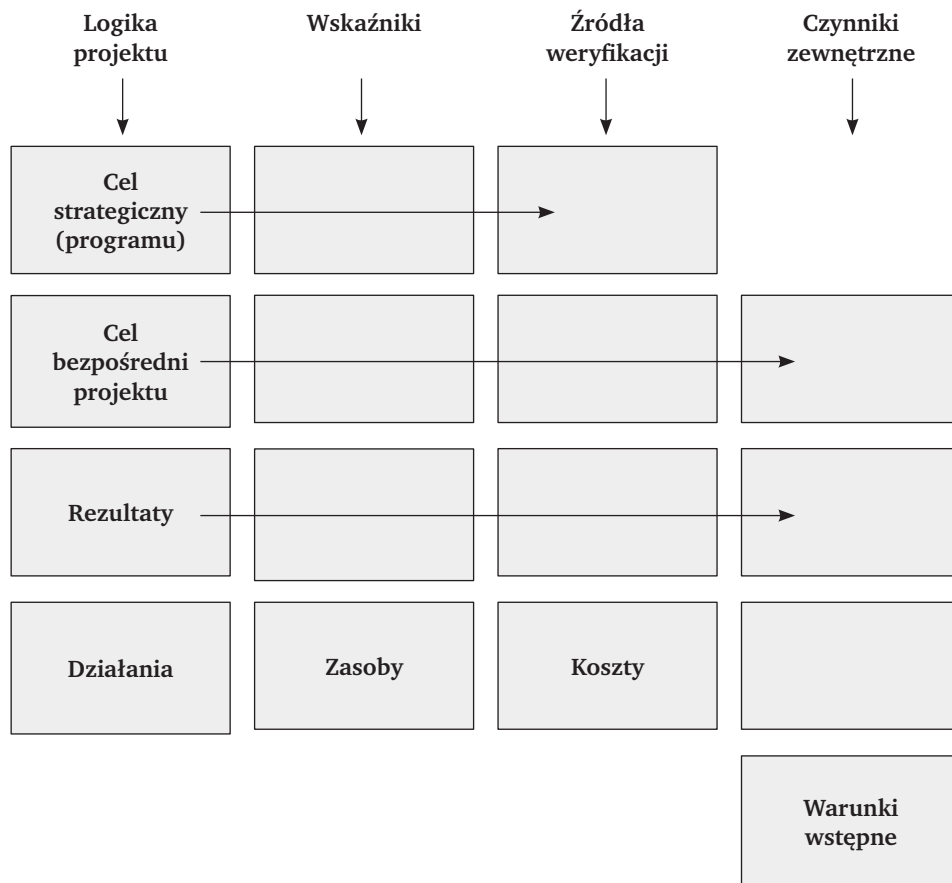 Logika
projektu
Wskaźniki
Źródła
weryfikacji
Czynniki
zewnętrzne
Cel
strategiczny
(programu)
Cel
bezpośredni
projektu
Rezultaty
Działania
Zasoby
Koszty
Warunki
wstępne